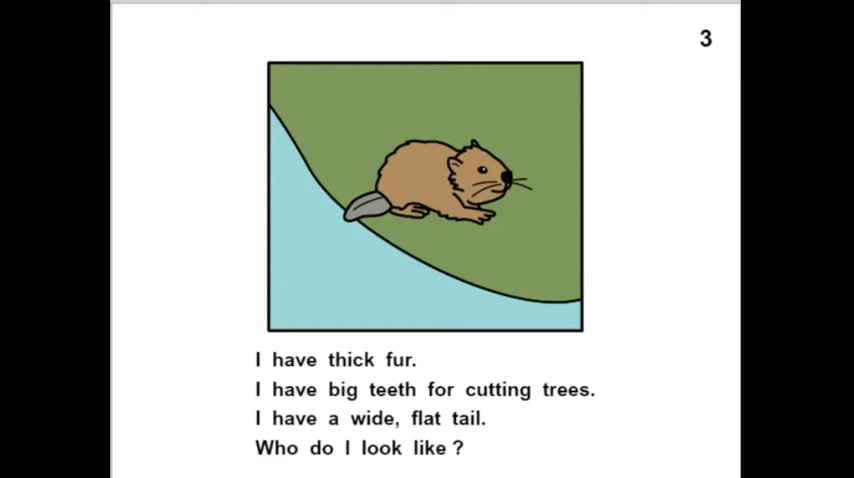 3
I have thick fur.
I have big teeth for cutting trees.
I have a wide, flat tail.
Who do I look like ?